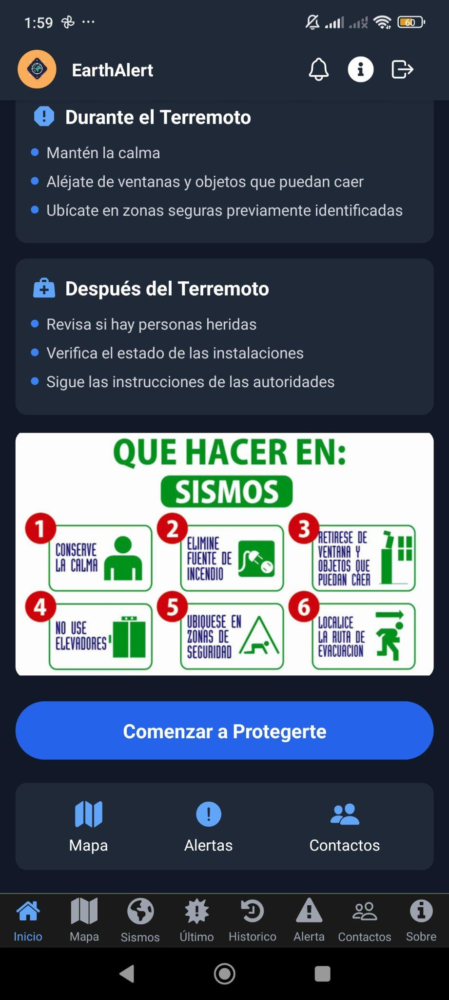 1:59
60
EarthAlert
Durante el Terremoto
Mantén la calma
Aléjate de ventanas y objetos que puedan caer
Ubícate en zonas seguras previamente identificadas
Después del Terremoto
Revisa si hay personas heridas
Verifica el estado de las instalaciones
Sigue las instrucciones de las autoridades
QUE HACER EN:
SISMOS
1
CONSERVE
LA CALMA
2
ELIMINE
FUENTE DE
INCENDIO
3
RETIRESE DE
VENTANA Y
OBJETOS QUE
PUEDAN CAER
4
NO USE
ELEVADORES
5
UBIQUESE EN
ZONAS DE
SEGURIDAD
6
LOCALICE
LA RUTA DE
EVACUACION
Comenzar a Protegerte
Mapa Alertas Contactos
Inicio Mapa Sismos Último Historico Alerta Contactos Sobre